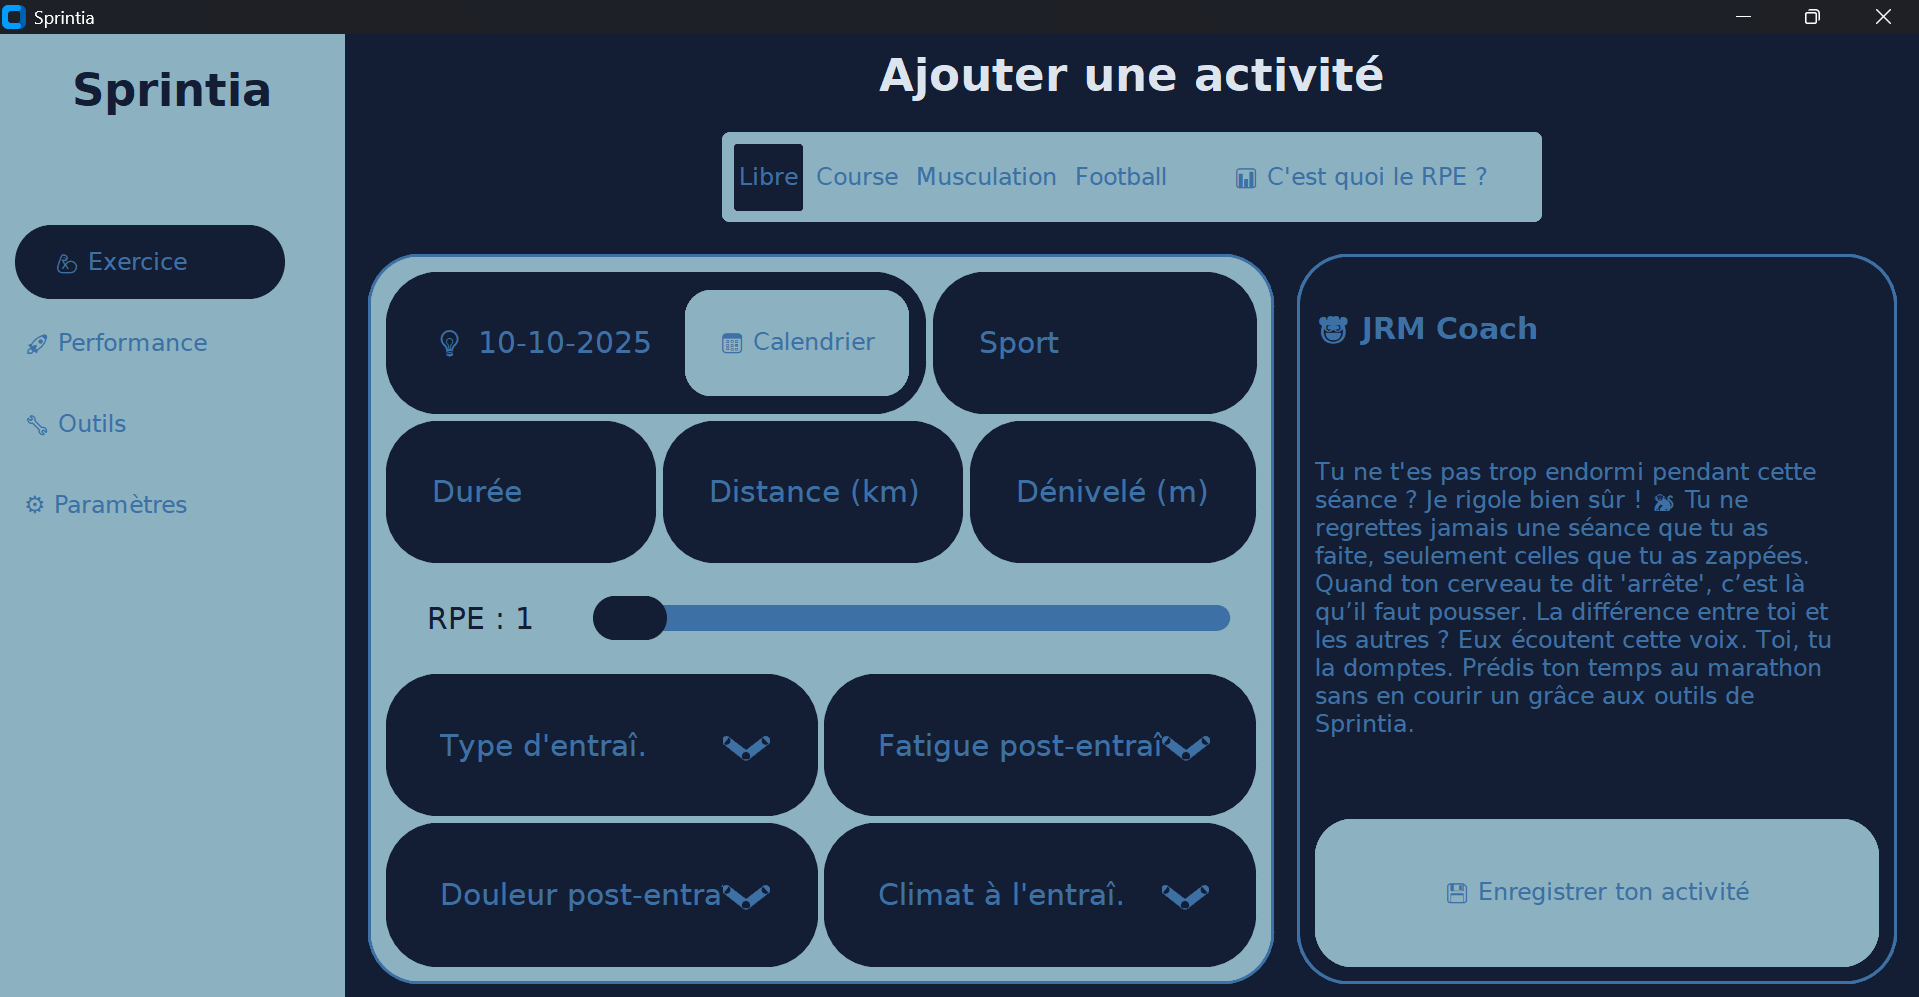 Sprintia
Sprintia
Exercice
Performance
Outils
Paramètres
Ajouter une activité
Libre Course Musculation Football C'est quoi le RPE ?
10-10-2025 Calendrier Sport
Durée Distance (km) Dénivelé (m)
RPE : 1
Type d'entraî. Fatigue post-entraî
Douleur post-entraî Climat à l'entraî.
JRM Coach
Tu ne t'es pas trop endormi pendant cette
séance ? Je rigole bien sûr ! Tu ne
regrettes jamais une séance que tu as
faite, seulement celles que tu as zappées.
Quand ton cerveau te dit 'arrête', c’est là
qu’il faut pousser. La différence entre toi et
les autres ? Eux écoutent cette voix. Toi, tu
la domptes. Prédis ton temps au marathon
sans en courir un grâce aux outils de
Sprintia.
Enregistrer ton activité